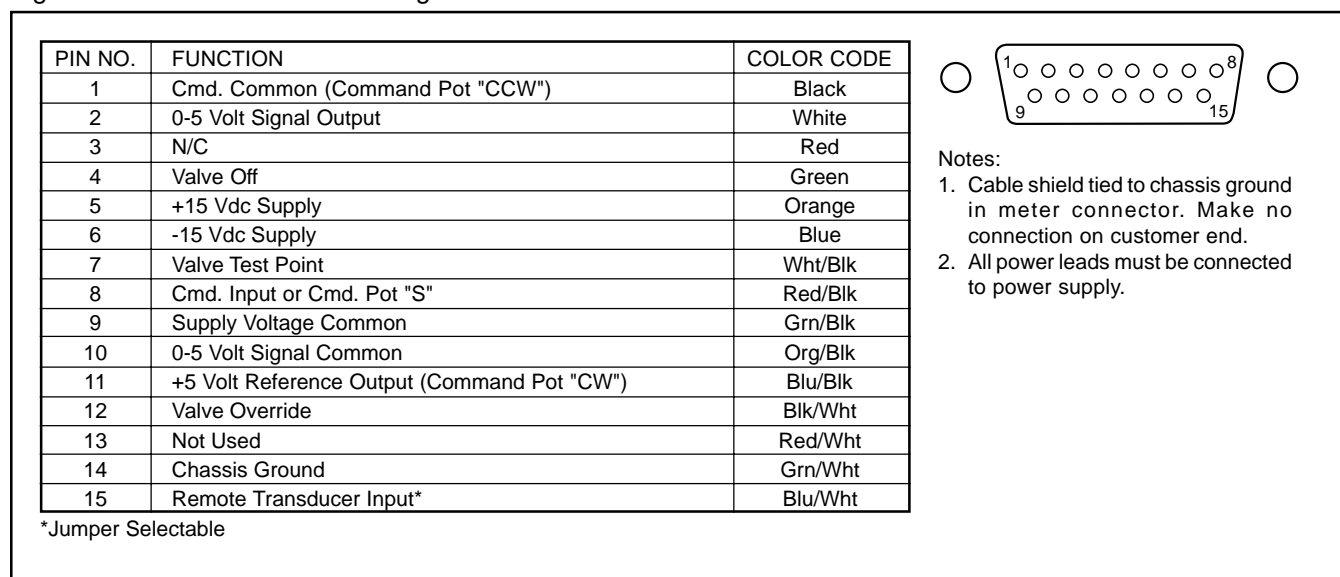 PIN NO. FUNCTION COLOR CODE
1 Cmd. Common (Command Pot "CCW") Black
2 0-5 Volt Signal Output White
3 N/C Red
4 Valve Off Green
5 +15 Vdc Supply Orange
6 -15 Vdc Supply Blue
7 Valve Test Point Wht/Blk
8 Cmd. Input or Cmd. Pot "S" Red/Blk
9 Supply Voltage Common Grn/Blk
10 0-5 Volt Signal Common Org/Blk
11 +5 Volt Reference Output (Command Pot "CW") Blu/Blk
12 Valve Override Blk/Wht
13 Not Used Red/Wht
14 Chassis Ground Grn/Wht
15 Remote Transducer Input* Blu/Wht
*Jumper Selectable
1 8
9 15
Notes:
1. Cable shield tied to chassis ground
in meter connector. Make no
connection on customer end.
2. All power leads must be connected
to power supply.